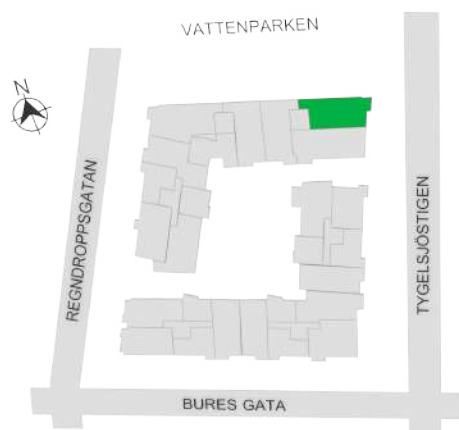 VATTENPARKEN
N
REGNDROPPSGATAN
TYGELSJÖSTIGEN
BURES GATA